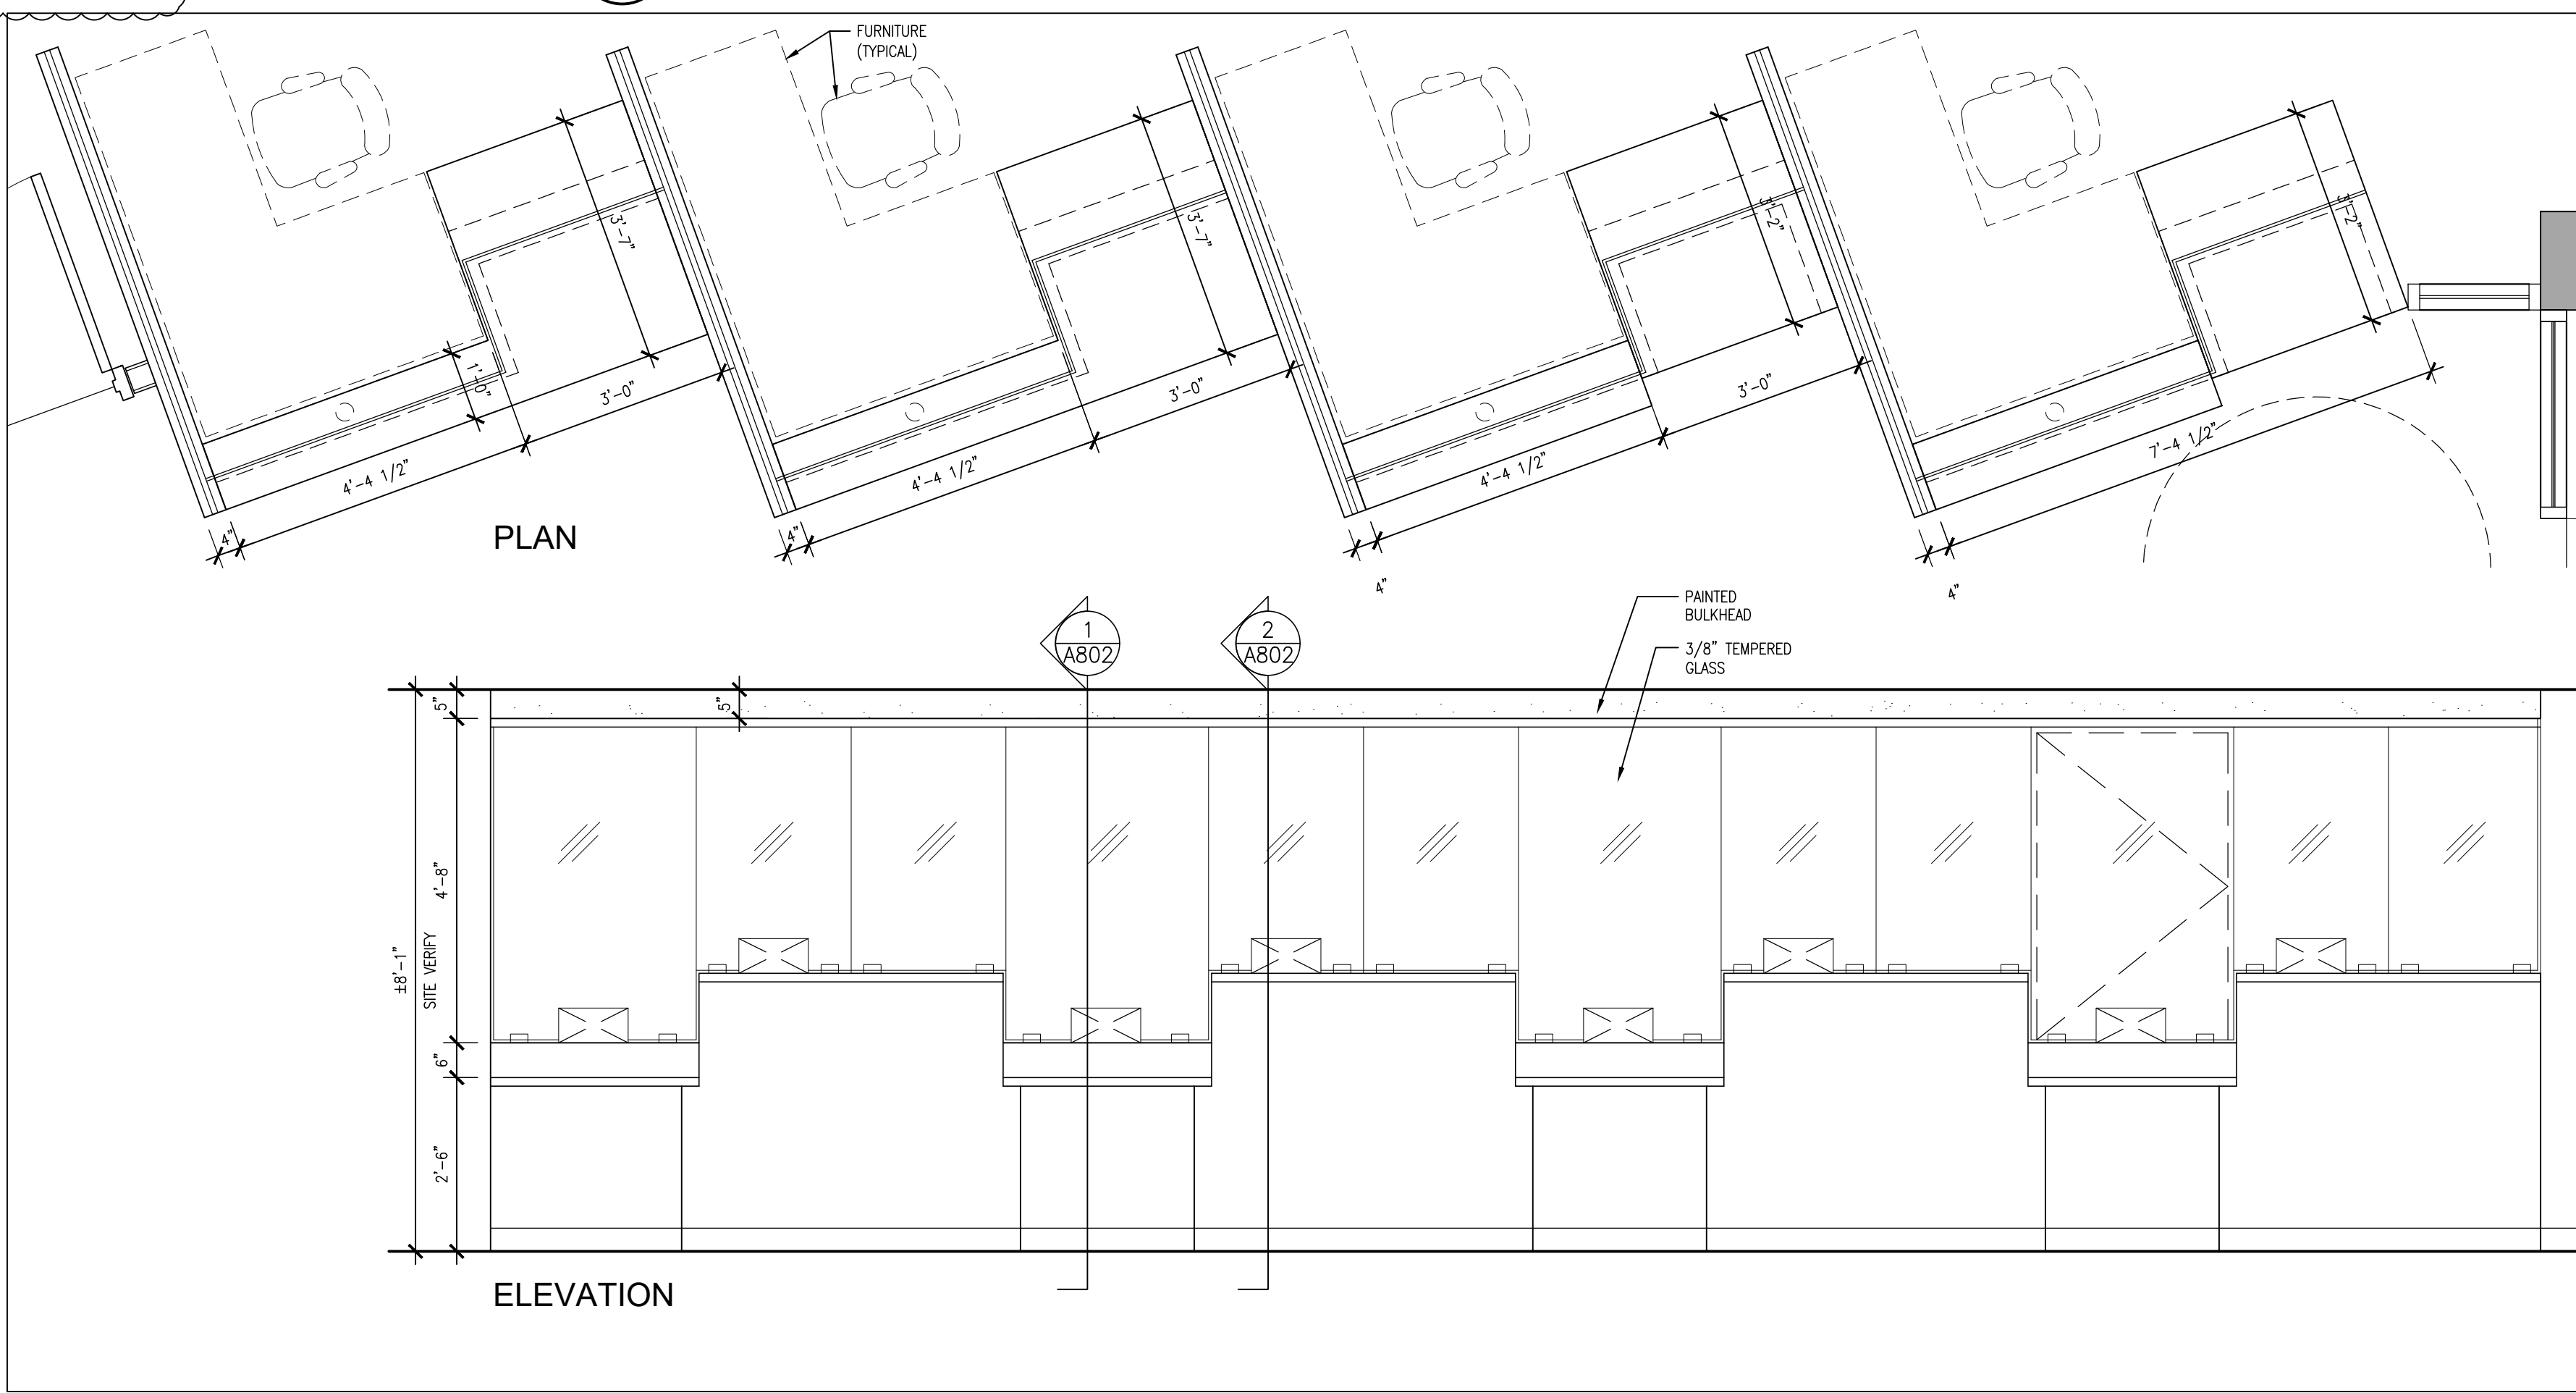 FURNITURE
(TYPICAL)
3'-7"
3'-7"
3'-2"
3'-2"
1'-0"
3'-0"
3'-0"
3'-0"
4'-4 1/2"
4'-4 1/2"
4'-4 1/2"
7'-4 1/2"
4"
4"
4"
4"
PLAN
1
A802
2
A802
PAINTED
BULKHEAD
3/8" TEMPERED
GLASS
5"
5"
4'-8"
±8'-1"
SITE VERIFY
6"
2'-6"
ELEVATION